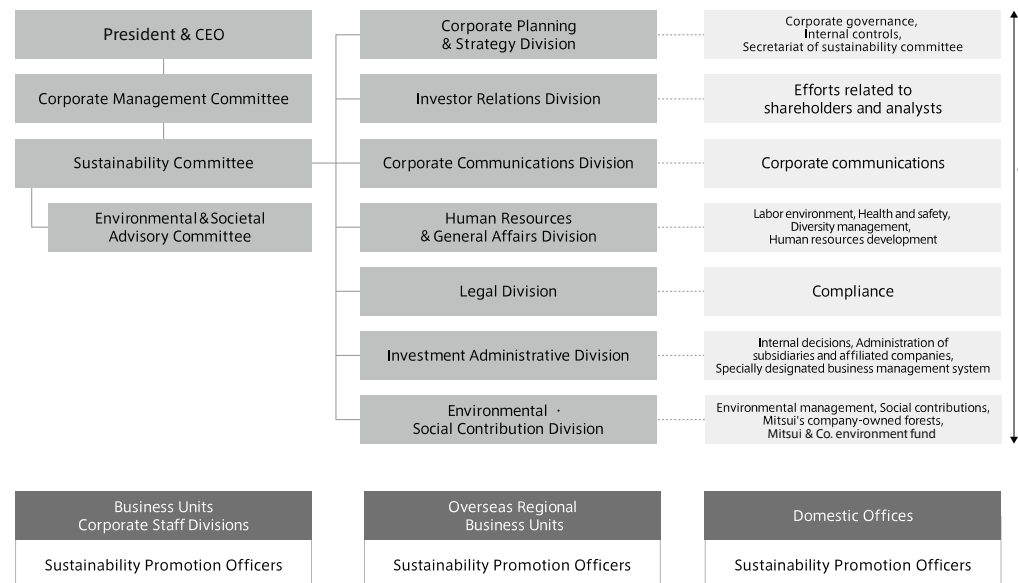 President & CEO
Corporate Management Committee
Sustainability Committee
Environmental & Societal
Advisory Committee
Corporate Planning
& Strategy Division
Corporate governance,
Internal controls,
Secretariat of sustainability committee
Investor Relations Division
Efforts related to
shareholders and analysts
Corporate Communications Division
Corporate communications
Human Resources
& General Affairs Division
Labor environment, Health and safety,
Diversity management,
Human resources development
Legal Division
Compliance
Investment Administrative Division
Internal decisions, Administration of
subsidiaries and affiliated companies,
Specially designated business management system
Environmental ·
Social Contribution Division
Environmental management, Social contributions,
Mitsui's company-owned forests,
Mitsui & Co. environment fund
Business Units
Corporate Staff Divisions
Sustainability Promotion Officers
Overseas Regional
Business Units
Sustainability Promotion Officers
Domestic Offices
Sustainability Promotion Officers